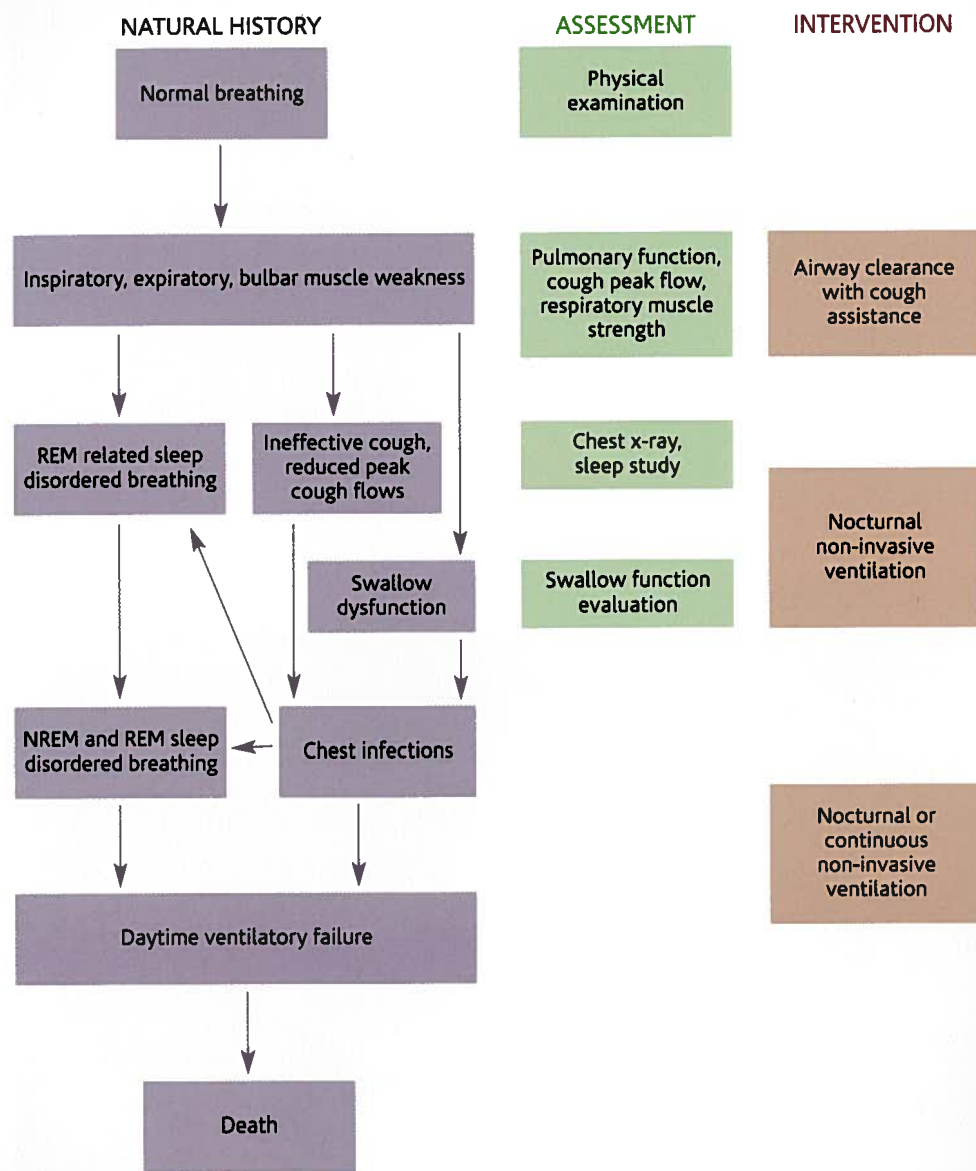 NATURAL HISTORY
ASSESSMENT
INTERVENTION
Normal breathing
Physical
examination
Inspiratory, expiratory, bulbar muscle weakness
Pulmonary function,
cough peak flow,
respiratory muscle
strength
Airway clearance
with cough
assistance
REM related sleep
disordered breathing
Ineffective cough,
reduced peak
cough flows
Chest x-ray,
sleep study
Nocturnal
non-invasive
ventilation
Swallow
dysfunction
Swallow function
evaluation
NREM and REM sleep
disordered breathing
Chest infections
Nocturnal or
continuous
non-invasive
ventilation
Daytime ventilatory failure
Death